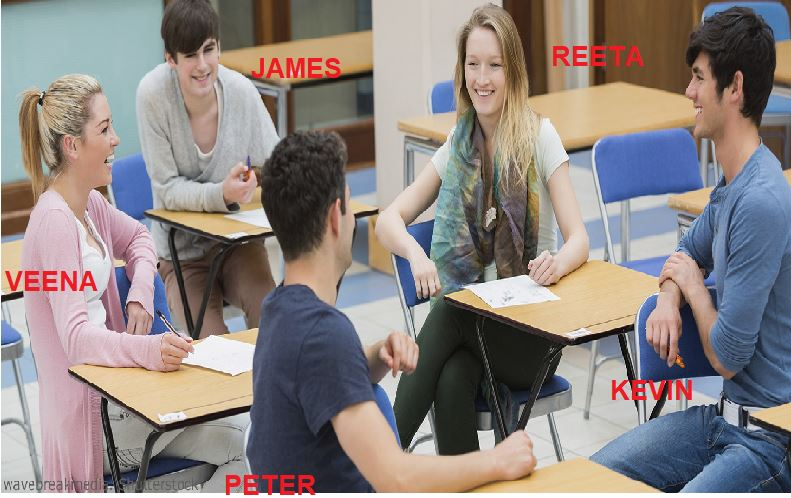 JAMES
REETA
VEENA
KEVIN
wavebreakmedia / Shutterstock
PETER